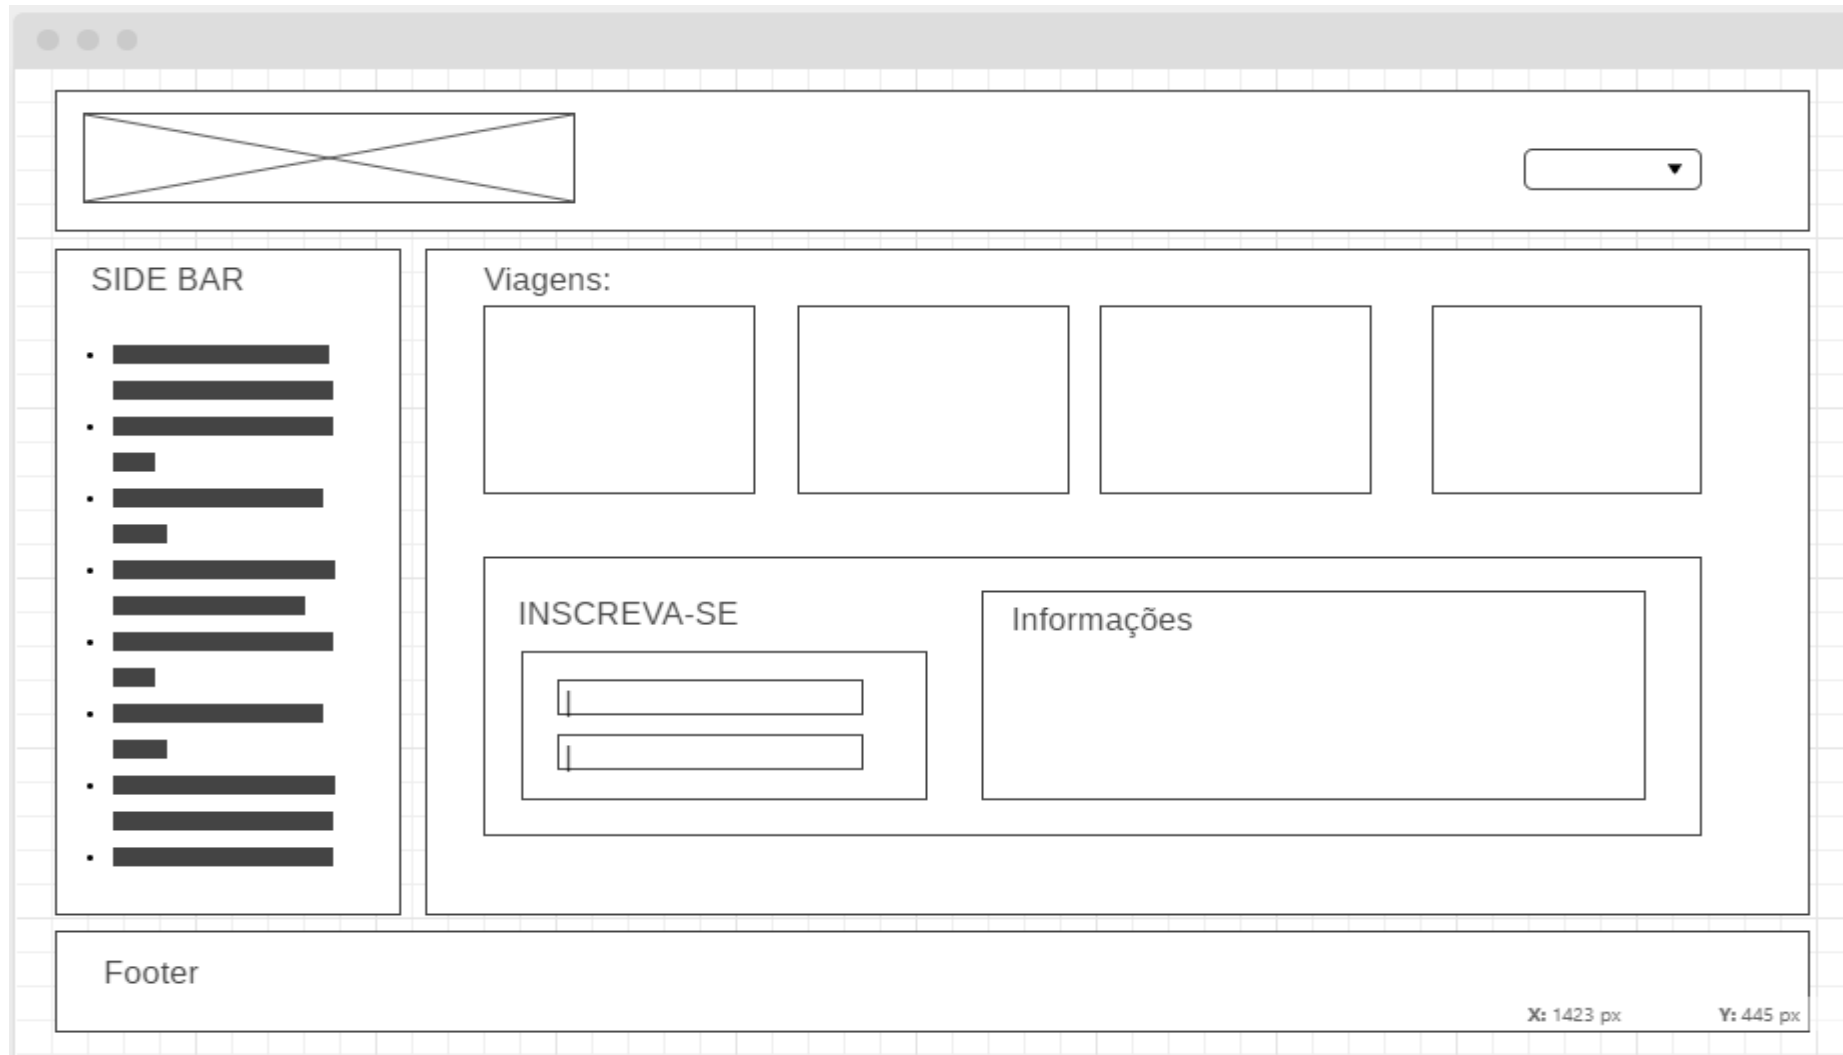 SIDE BAR
Viagens:
INSCREVA-SE
Informações
Footer
X: 1423 px Y: 445 px